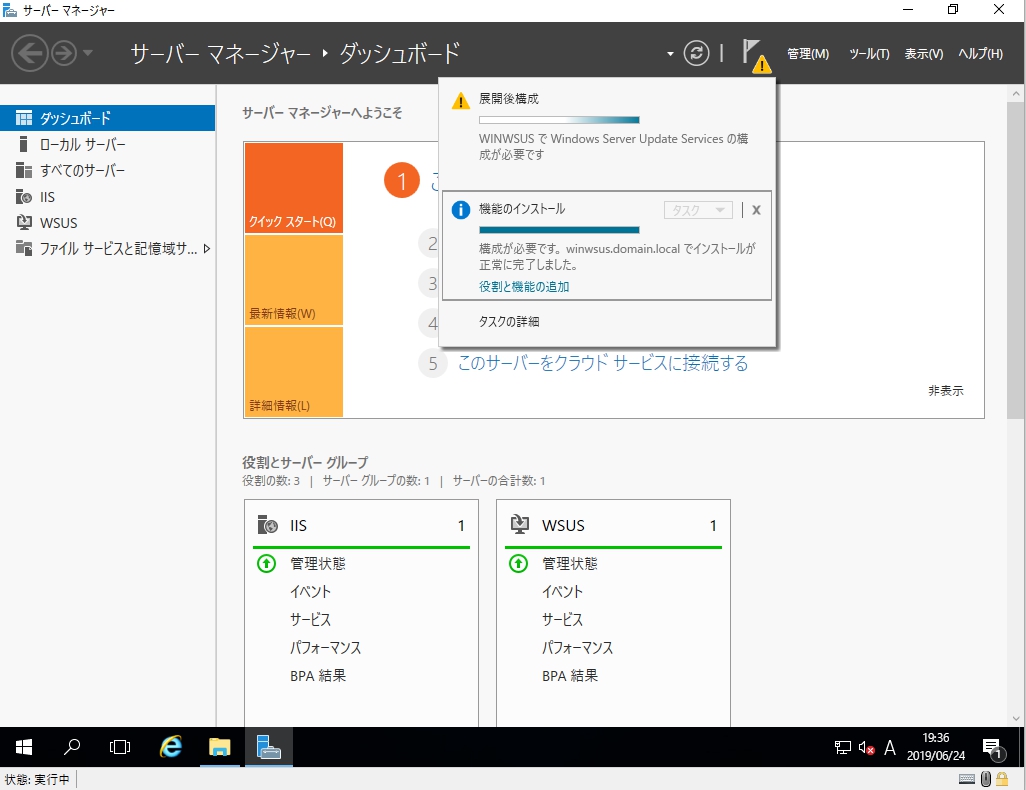 サーバー マネージャー
サーバー マネージャー ・ ダッシュボード
管理(M) ツール(T) 表示(V) ヘルプ(H)
ダッシュボード
ローカル サーバー
すべてのサーバー
IIS
WSUS
ファイル サービスと記憶域サ...
サーバー マネージャーへようこそ
クイック スタート(Q)
最新情報(W)
詳細情報(L)
1
2
3
4
5 このサーバーをクラウド サービスに接続する
非表示
展開後構成
WINWSUS で Windows Server Update Services の構
成が必要です
機能のインストール
タスク
X
構成が必要です。winwsus.domain.local でインストールが
正常に完了しました。
役割と機能の追加
タスクの詳細
役割とサーバー グループ
役割の数: 3 | サーバー グループの数: 1 | サーバーの合計数: 1
IIS 1
管理状態
イベント
サービス
パフォーマンス
BPA 結果
WSUS 1
管理状態
イベント
サービス
パフォーマンス
BPA 結果
A
19:36
2019/06/24
1
状態: 実行中